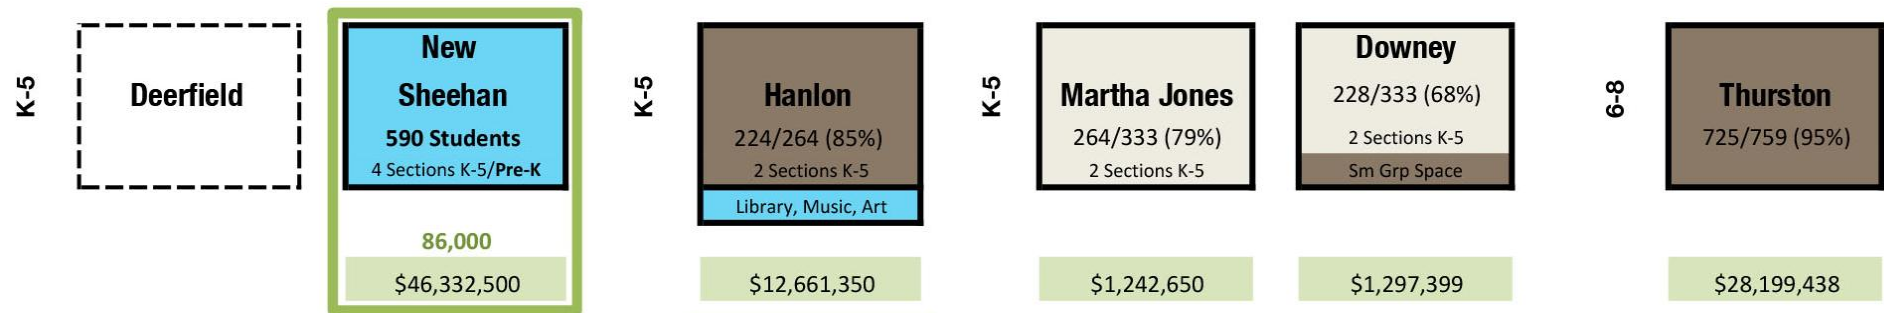 K-5
Deerfield
New
Sheehan
590 Students
4 Sections K-5/Pre-K
86,000
$46,332,500
K-5
Hanlon
224/264 (85%)
2 Sections K-5
Library, Music, Art
$12,661,350
K-5
Martha Jones
264/333 (79%)
2 Sections K-5
$1,242,650
Downey
228/333 (68%)
2 Sections K-5
Sm Grp Space
$1,297,399
6-8
Thurston
725/759 (95%)
$28,199,438